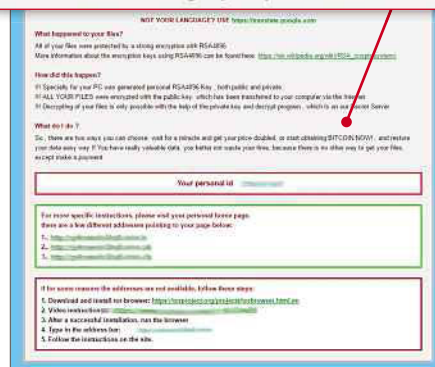 NOT YOUR LANGUAGE? USE https://translate.google.com
What happened to your files?
All of your files were protected by a strong encryption with RSA4096
More information about the encryption keys using RSA4096 can be found here:
How did this happen?
!!! Specially for your PC was generated personal RSA4096 Key , both public and private.
!!! ALL YOUR FILES were encrypted with the public key, which has been transferred to your computer via the Internet
!!! Decrypting of your files is only possible with the help of the private key and decrypt program , which is on our Secret Server
What do I do ?
So , there are two ways you can choose: wait for a miracle and get your price doubled, or start obtaining BITCOIN NOW! , and restore
your data easy way. If You have really valuable data, you better not waste your time, because there is no other way to get your files,
except make a payment
Your personal id
For more specific instructions, please visit your personal home page,
there are a few different addresses pointing to your page below:
1.
2.
3.
If for some reasons the addresses are not available, follow these steps:
1. Download and install tor-browser:
2. Video instruction:
3. After a successful installation, run the browser
4. Type in the address bar:
5. Follow the instructions on the site.